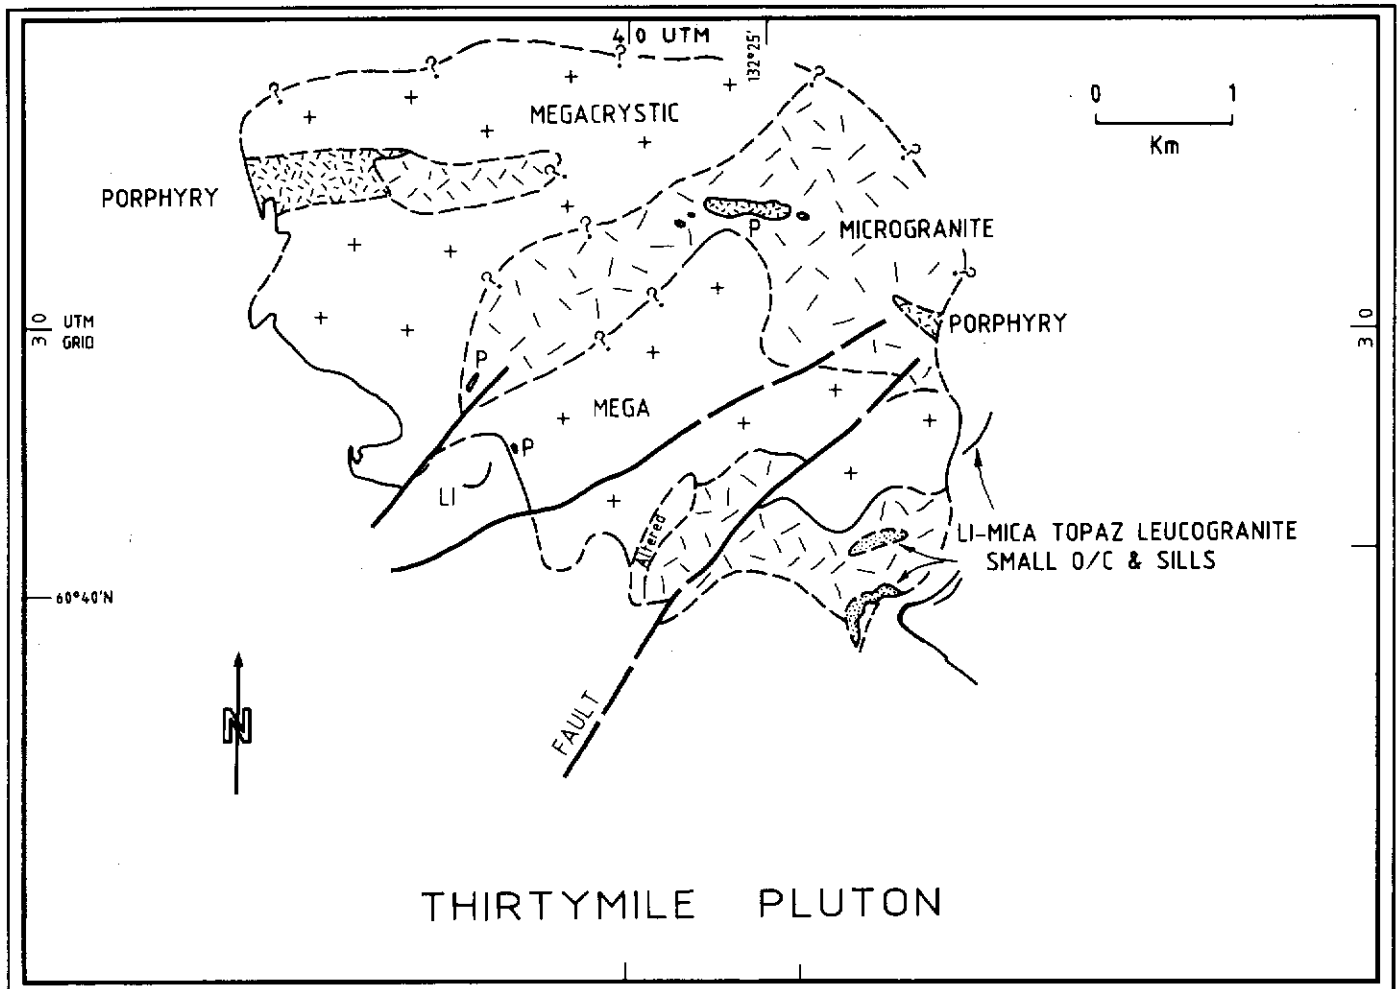 40 UTM
132°25'
0 1
Km
MEGACRYSTIC
PORPHYRY
P
MICROGRANITE
30 UTM
GRID
PORPHYRY
30
P
MEGA
P
LI
Altered
LI-MICA TOPAZ LEUCOGRANITE
SMALL O/C & SILLS
60°40'N
FAULT
N
THIRTYMILE PLUTON
? ? ? ? ? ? ? ? ? ? ?